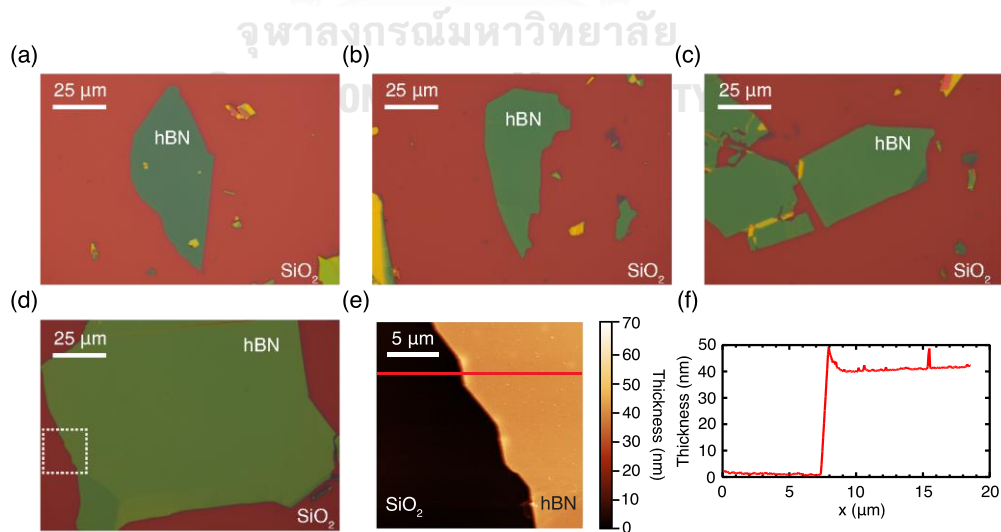 จุฬาลงกรณ์มหาวิทยาลัย
(a) (b) (c)
25 µm 25 µm 25 µm
hBN hBN hBN
SiO2 SiO2 SiO2
(d) (e) (f)
25 µm hBN 5 µm 70 50
60 40
50 30
40 20
30 10
20 0
10 0 5 10 15 20
0 x (µm)
Thickness (nm) Thickness (nm)
SiO2 SiO2 hBN